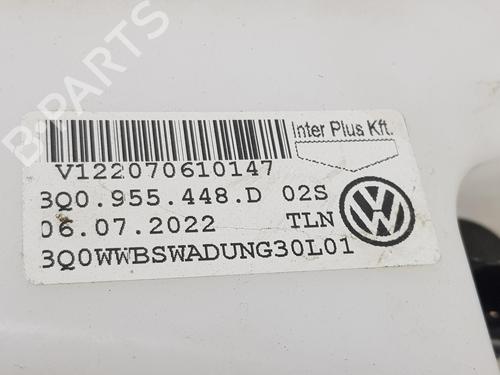 Inter Plus Kft.
V122070610147
3Q0.955.448.D 02S
06.07.2022 TLN
3Q0WWBSWADUNG30L01
B-PARTS